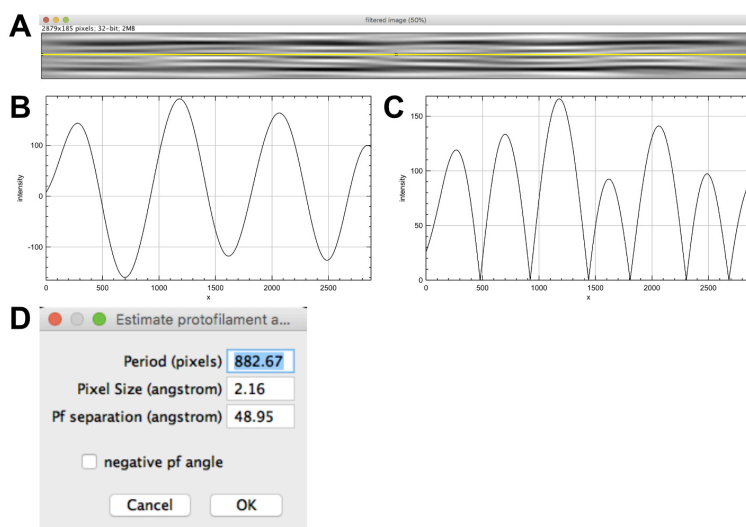 A
filtered image (50%)
2879x185 pixels; 32-bit; 2MB
B
C
intensity
100
0
-100
0
500
1000
1500
2000
2500
x
intensity
150
100
50
0
0
500
1000
1500
2000
2500
x
D
Estimate protofilament a...
Period (pixels) 882.67
Pixel Size (angstrom) 2.16
Pf separation (angstrom) 48.95
negative pf angle
Cancel OK